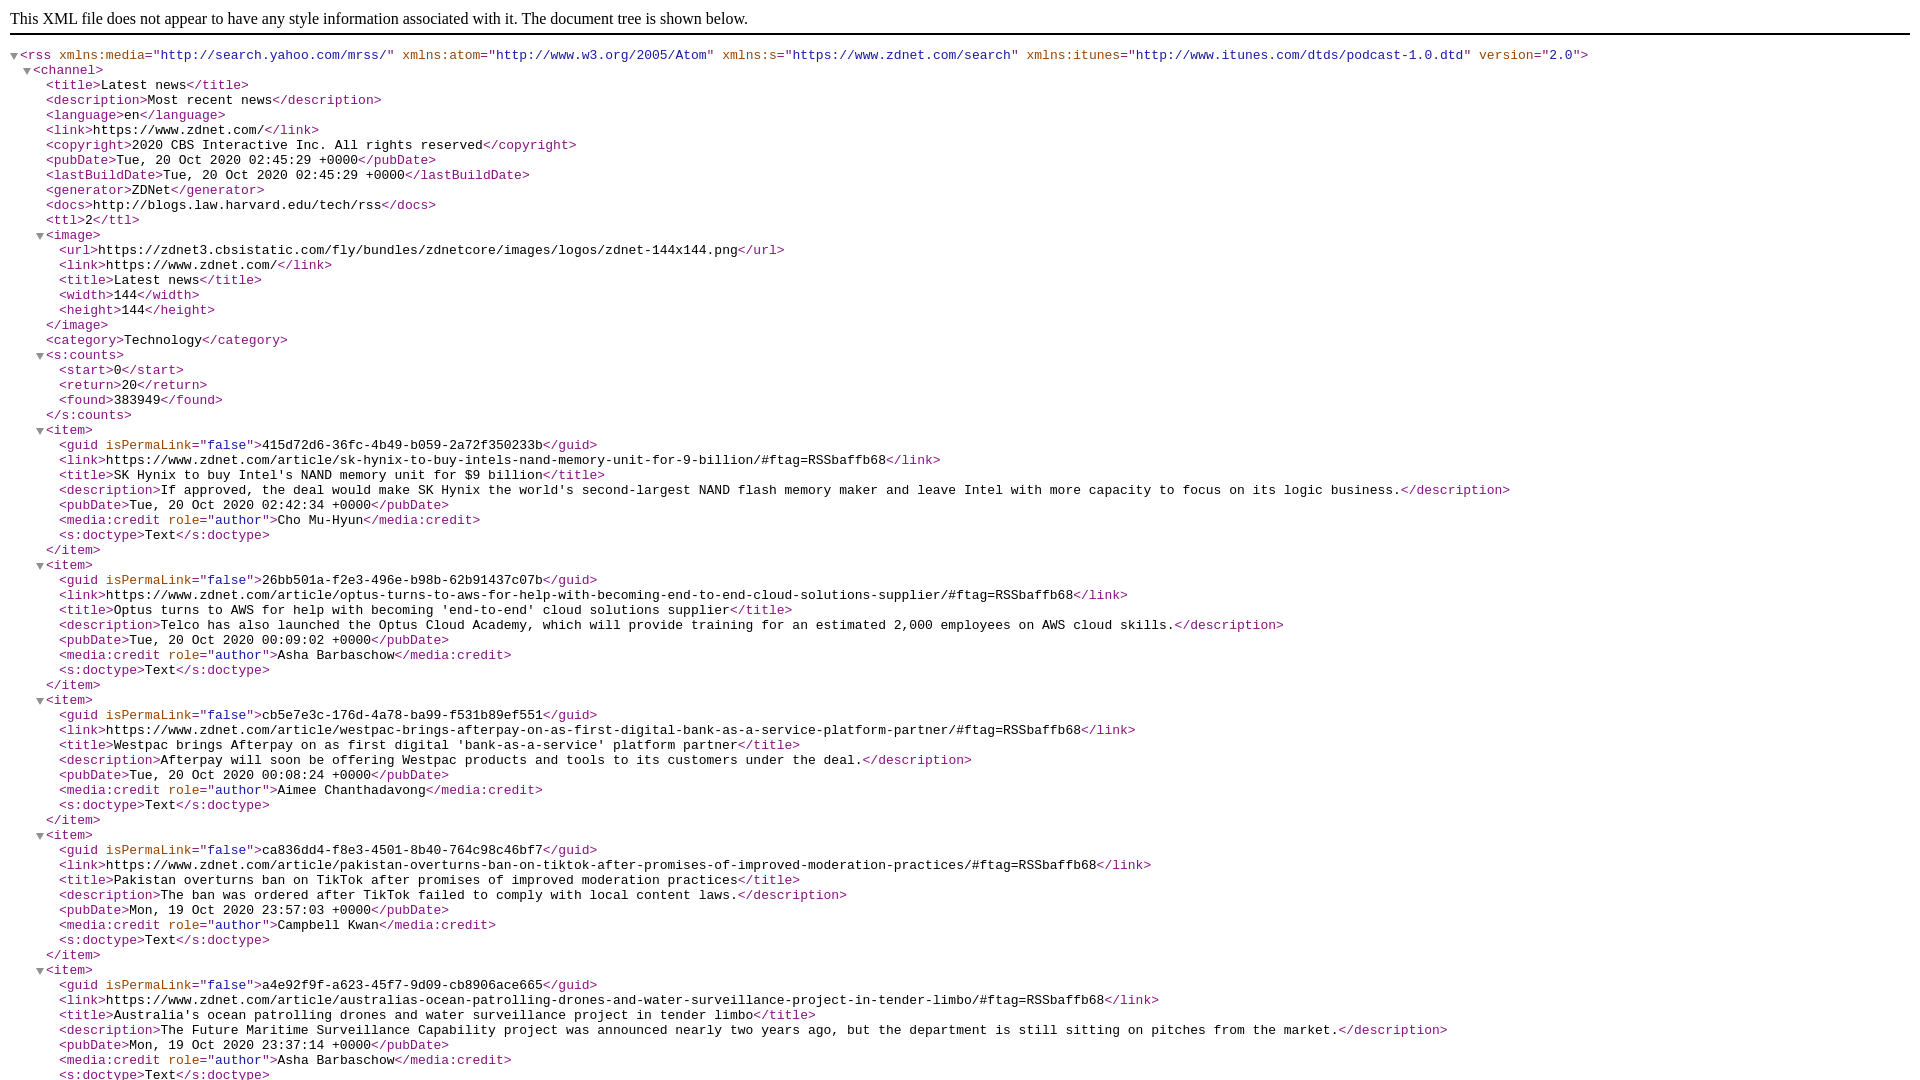 This XML file does not appear to have any style information associated with it. The document tree is shown below.
<rss xmlns:media="http://search.yahoo.com/mrss/" xmlns:atom="http://www.w3.org/2005/Atom" xmlns:s="https://www.zdnet.com/search" xmlns:itunes="http://www.itunes.com/dtds/podcast-1.0.dtd" version="2.0">
<channel>
<title>Latest news</title>
<description>Most recent news</description>
<language>en</language>
<link>https://www.zdnet.com/</link>
<copyright>2020 CBS Interactive Inc. All rights reserved</copyright>
<pubDate>Tue, 20 Oct 2020 02:45:29 +0000</pubDate>
<lastBuildDate>Tue, 20 Oct 2020 02:45:29 +0000</lastBuildDate>
<generator>ZDNet</generator>
<docs>http://blogs.law.harvard.edu/tech/rss</docs>
<ttl>2</ttl>
<image>
<url>https://zdnet3.cbsistatic.com/fly/bundles/zdnetcore/images/logos/zdnet-144x144.png</url>
<link>https://www.zdnet.com/</link>
<title>Latest news</title>
<width>144</width>
<height>144</height>
</image>
<category>Technology</category>
<s:counts>
<start>0</start>
<return>20</return>
<found>383949</found>
</s:counts>
<item>
<guid isPermaLink="false">415d72d6-36fc-4b49-b059-2a72f350233b</guid>
<link>https://www.zdnet.com/article/sk-hynix-to-buy-intels-nand-memory-unit-for-9-billion/#ftag=RSSbaffb68</link>
<title>SK Hynix to buy Intel's NAND memory unit for $9 billion</title>
<description>If approved, the deal would make SK Hynix the world's second-largest NAND flash memory maker and leave Intel with more capacity to focus on its logic business.</description>
<pubDate>Tue, 20 Oct 2020 02:42:34 +0000</pubDate>
<media:credit role="author">Cho Mu-Hyun</media:credit>
<s:doctype>Text</s:doctype>
</item>
<item>
<guid isPermaLink="false">26bb501a-f2e3-496e-b98b-62b91437c07b</guid>
<link>https://www.zdnet.com/article/optus-turns-to-aws-for-help-with-becoming-end-to-end-cloud-solutions-supplier/#ftag=RSSbaffb68</link>
<title>Optus turns to AWS for help with becoming 'end-to-end' cloud solutions supplier</title>
<description>Telco has also launched the Optus Cloud Academy, which will provide training for an estimated 2,000 employees on AWS cloud skills.</description>
<pubDate>Tue, 20 Oct 2020 00:09:02 +0000</pubDate>
<media:credit role="author">Asha Barbaschow</media:credit>
<s:doctype>Text</s:doctype>
</item>
<item>
<guid isPermaLink="false">cb5e7e3c-176d-4a78-ba99-f531b89ef551</guid>
<link>https://www.zdnet.com/article/westpac-brings-afterpay-on-as-first-digital-bank-as-a-service-platform-partner/#ftag=RSSbaffb68</link>
<title>Westpac brings Afterpay on as first digital 'bank-as-a-service' platform partner</title>
<description>Afterpay will soon be offering Westpac products and tools to its customers under the deal.</description>
<pubDate>Tue, 20 Oct 2020 00:08:24 +0000</pubDate>
<media:credit role="author">Aimee Chanthadavong</media:credit>
<s:doctype>Text</s:doctype>
</item>
<item>
<guid isPermaLink="false">ca836dd4-f8e3-4501-8b40-764c98c46bf7</guid>
<link>https://www.zdnet.com/article/pakistan-overturns-ban-on-tiktok-after-promises-of-improved-moderation-practices/#ftag=RSSbaffb68</link>
<title>Pakistan overturns ban on TikTok after promises of improved moderation practices</title>
<description>The ban was ordered after TikTok failed to comply with local content laws.</description>
<pubDate>Mon, 19 Oct 2020 23:57:03 +0000</pubDate>
<media:credit role="author">Campbell Kwan</media:credit>
<s:doctype>Text</s:doctype>
</item>
<item>
<guid isPermaLink="false">a4e92f9f-a623-45f7-9d09-cb8906ace665</guid>
<link>https://www.zdnet.com/article/australias-ocean-patrolling-drones-and-water-surveillance-project-in-tender-limbo/#ftag=RSSbaffb68</link>
<title>Australia's ocean patrolling drones and water surveillance project in tender limbo</title>
<description>The Future Maritime Surveillance Capability project was announced nearly two years ago, but the department is still sitting on pitches from the market.</description>
<pubDate>Mon, 19 Oct 2020 23:37:14 +0000</pubDate>
<media:credit role="author">Asha Barbaschow</media:credit>
<s:doctype>Text</s:doctype>